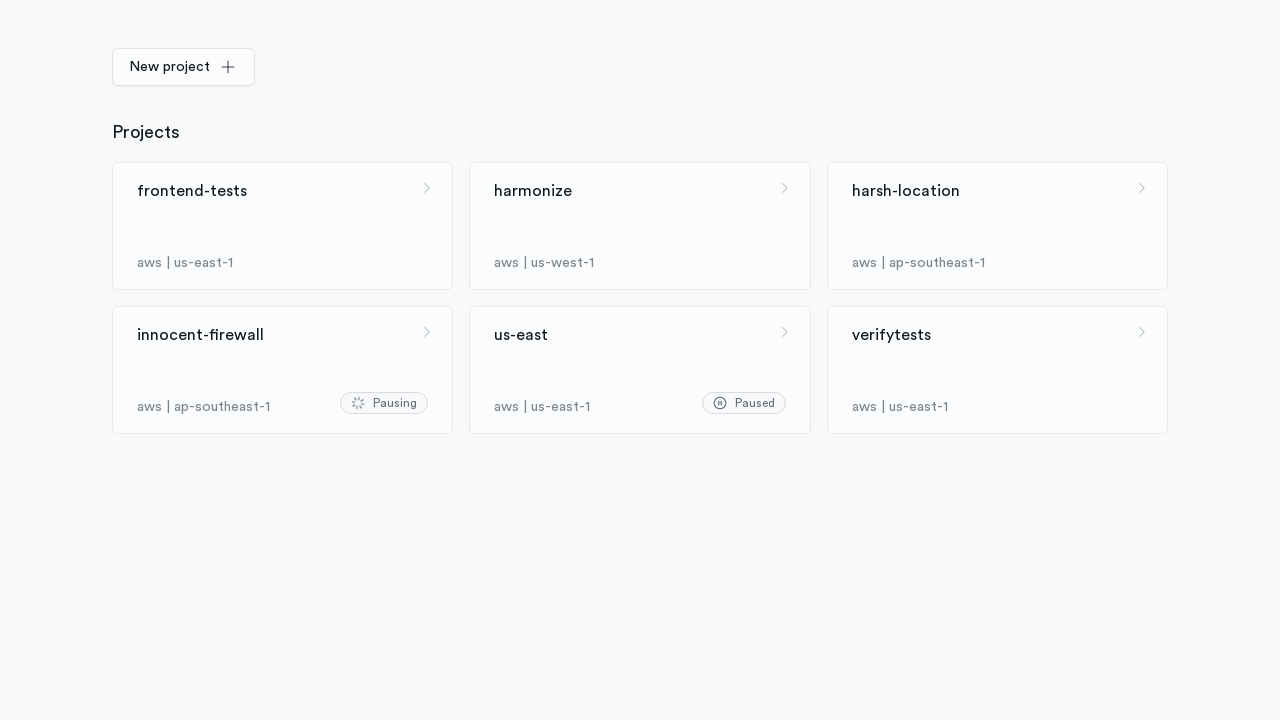 New project
Projects
frontend-tests
aws | us-east-1
harmonize
aws | us-west-1
harsh-location
aws | ap-southeast-1
innocent-firewall
aws | ap-southeast-1
Pausing
us-east
aws | us-east-1
Paused
verifytests
aws | us-east-1